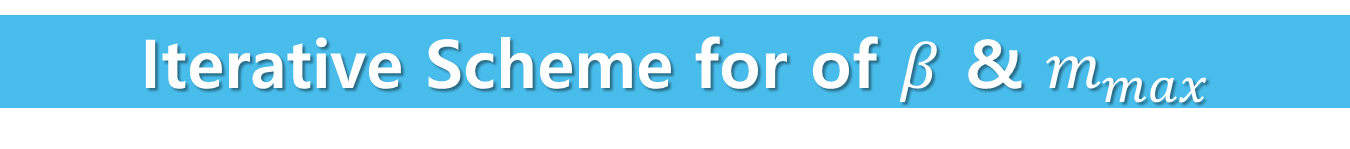 Iterative Scheme for of β & m_max